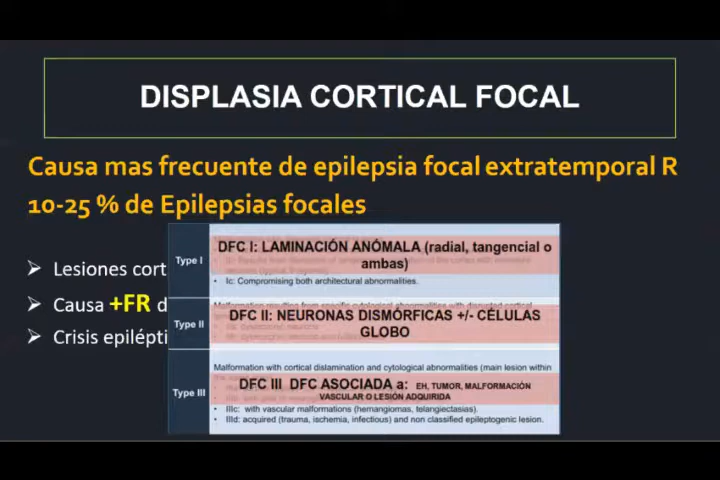 DISPLASIA CORTICAL FOCAL
Causa mas frecuente de epilepsia focal extratemporal R
10-25 % de Epilepsias focales
Lesiones cort
Causa +FR d
Crisis epilépti
Type I
DFC I: LAMINACIÓN ANÓMALA (radial, tangencial o
ambas)
Ic: Compromising both architectural abnormalities.
Type II
DFC II: NEURONAS DISMÓRFICAS +/- CÉLULAS
GLOBO
Malformation with cortical dislamination and cytological abnormalities (main lesion within
Type III
DFC III DFC ASOCIADA a: EH, TUMOR, MALFORMACIÓN
VASCULAR O LESIÓN ADQUIRIDA
IIIc: with vascular malformations (hemangiomas, telangiectasias).
IIId: acquired (trauma, ischemia, infectious) and non classified epileptogenic lesion.